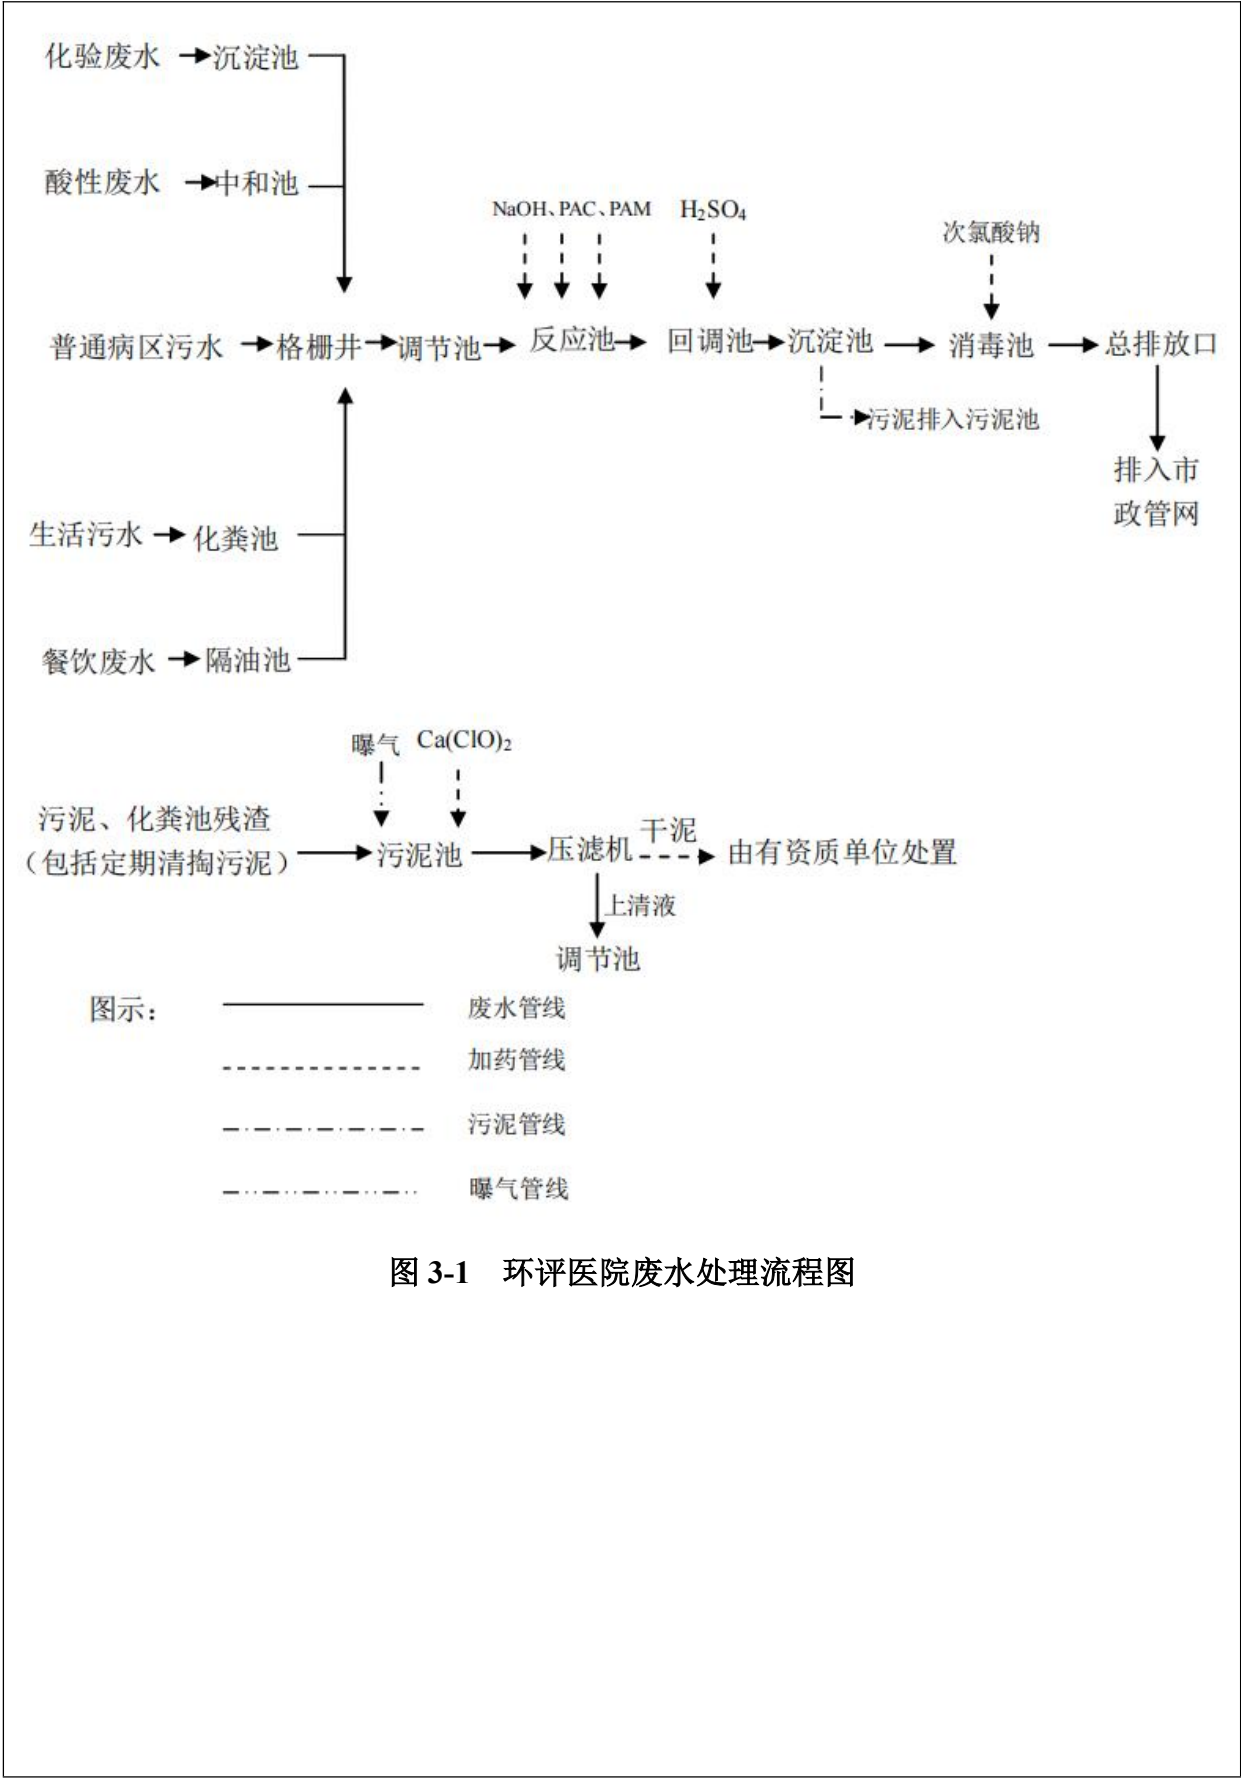 化验废水 沉淀池
酸性废水 中和池
NaOH、PAC、PAM H₂SO₄
次氯酸钠
普通病区污水 格栅井 调节池 反应池 回调池 沉淀池 消毒池 总排放口
污泥排入污泥池
排入市
政管网
生活污水 化粪池
餐饮废水 隔油池
曝气 Ca(ClO)₂
污泥、化粪池残渣
（包括定期清掏污泥）
污泥池 压滤机 干泥 由有资质单位处置
上清液
调节池
图示： 废水管线
加药管线
污泥管线
曝气管线
图 3-1 环评医院废水处理流程图